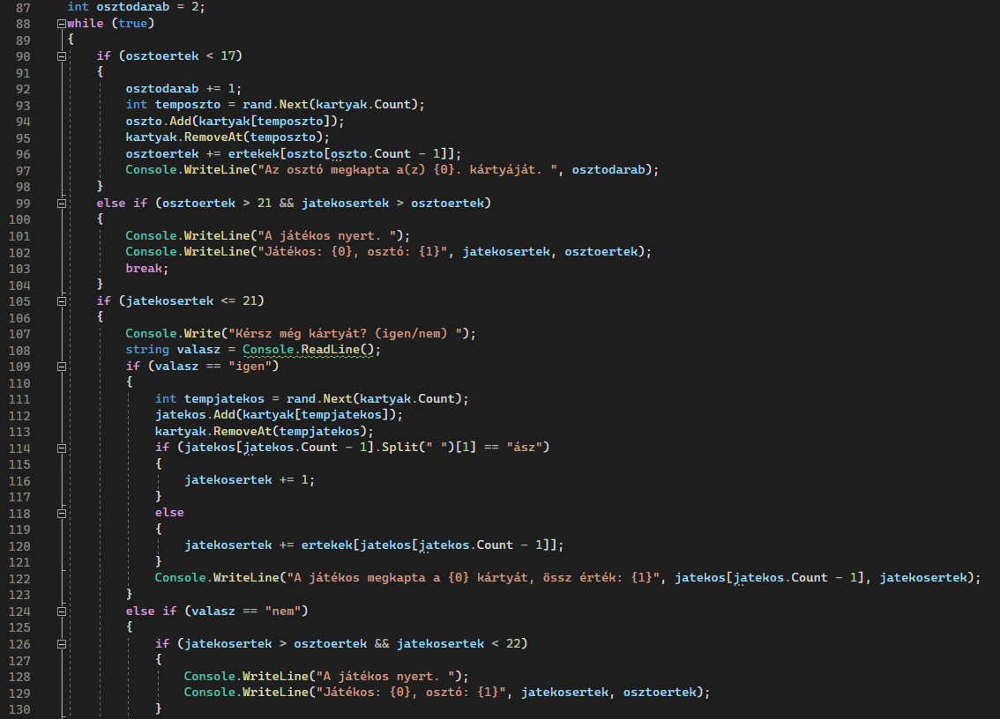 87 int osztodarab = 2;
88 while (true)
89 {
90 if (osztoertek < 17)
91 {
92 osztodarab += 1;
93 int temposzto = rand.Next(kartyak.Count);
94 oszto.Add(kartyak[temposzto]);
95 kartyak.RemoveAt(temposzto);
96 osztoertek += ertekek[oszto[oszto.Count - 1]];
97 Console.WriteLine("Az osztó megkapta a(z) {0}. kártyáját. ", osztodarab);
98 }
99 else if (osztoertek > 21 && jatekosertek > osztoertek)
100 {
101 Console.WriteLine("A játékos nyert. ");
102 Console.WriteLine("Játékos: {0}, osztó: {1}", jatekosertek, osztoertek);
103 break;
104 }
105 if (jatekosertek <= 21)
106 {
107 Console.Write("Kérsz még kártyát? (igen/nem) ");
108 string valasz = Console.ReadLine();
109 if (valasz == "igen")
110 {
111 int tempjatekos = rand.Next(kartyak.Count);
112 jatekos.Add(kartyak[tempjatekos]);
113 kartyak.RemoveAt(tempjatekos);
114 if (jatekos[jatekos.Count - 1].Split(" ")[1] == "ász")
115 {
116 jatekosertek += 1;
117 }
118 else
119 {
120 jatekosertek += ertekek[jatekos[jatekos.Count - 1]];
121 }
122 Console.WriteLine("A játékos megkapta a {0} kártyát, össz érték: {1}", jatekos[jatekos.Count - 1], jatekosertek);
123 }
124 else if (valasz == "nem")
125 {
126 if (jatekosertek > osztoertek && jatekosertek < 22)
127 {
128 Console.WriteLine("A játékos nyert. ");
129 Console.WriteLine("Játékos: {0}, osztó: {1}", jatekosertek, osztoertek);
130 }